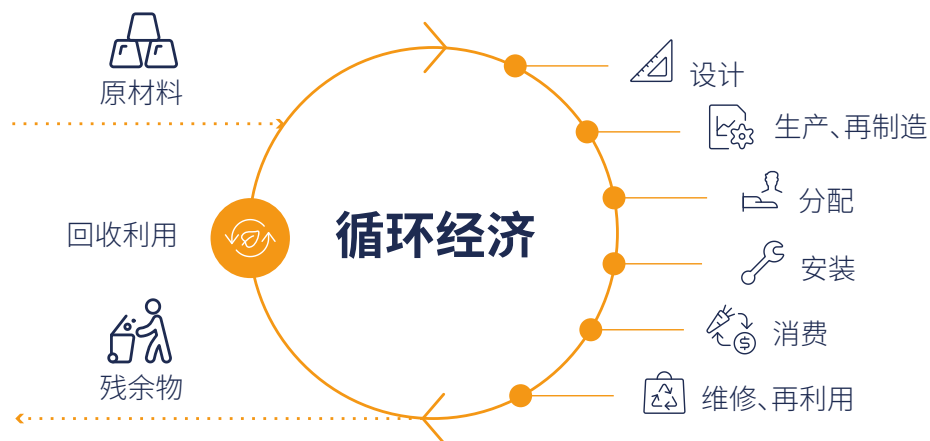 原材料
设计
生产、再制造
分配
回收利用
循环经济
安装
消费
残余物
维修、再利用